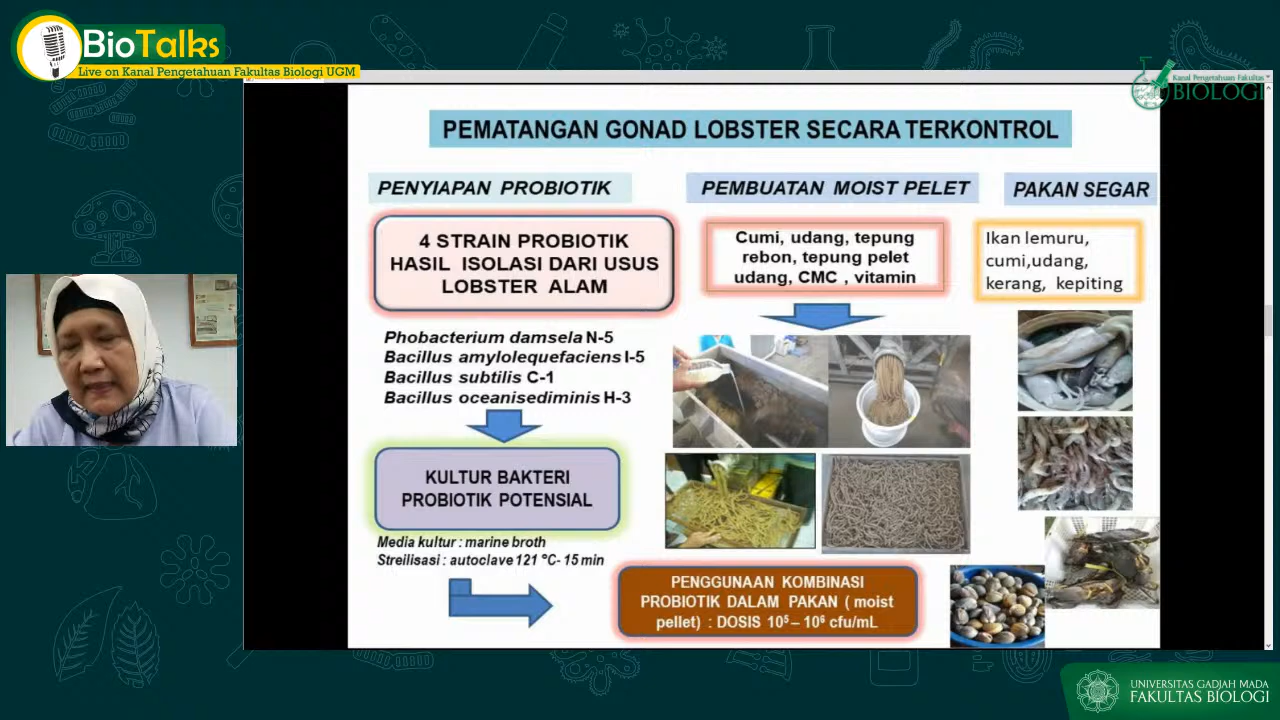 BioTalks
Live on Kanal Pengetahuan Fakultas Biologi UGM
Kanal Pengetahuan Fakultas
BIOLOGI
PEMATANGAN GONAD LOBSTER SECARA TERKONTROL
PENYIAPAN PROBIOTIK
4 STRAIN PROBIOTIK
HASIL ISOLASI DARI USUS
LOBSTER ALAM
Phobacterium damsela N-5
Bacillus amylolequefaciens I-5
Bacillus subtilis C-1
Bacillus oceanisediminis H-3
KULTUR BAKTERI
PROBIOTIK POTENSIAL
Media kultur : marine broth
Streilisasi : autoclave 121 °C- 15 min
PEMBUATAN MOIST PELET
Cumi, udang, tepung
rebon, tepung pelet
udang, CMC , vitamin
PENGGUNAAN KOMBINASI
PROBIOTIK DALAM PAKAN ( moist
pellet) : DOSIS 10⁵ – 10⁶ cfu/mL
PAKAN SEGAR
Ikan lemuru,
cumi,udang,
kerang, kepiting
UNIVERSITAS GADJAH MADA
FAKULTAS BIOLOGI